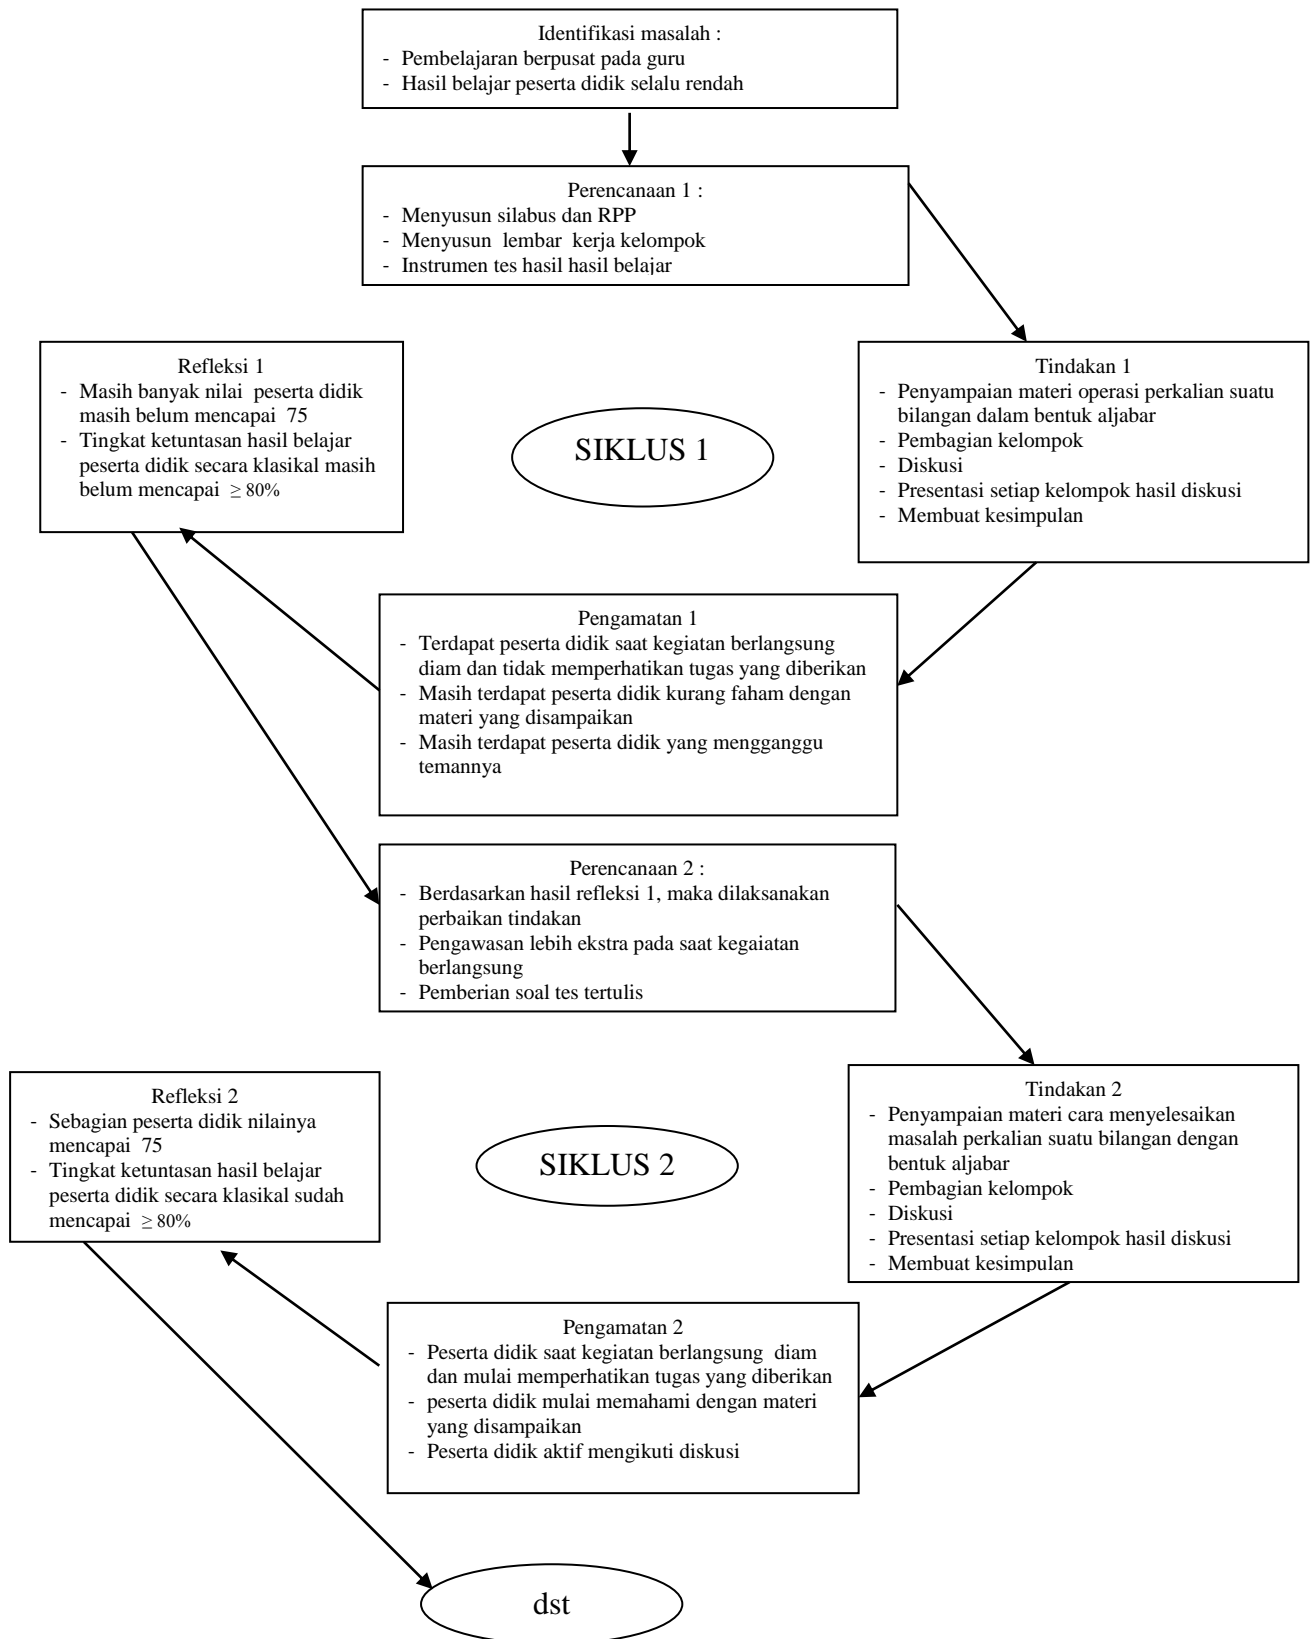 Identifikasi masalah :
- Pembelajaran berpusat pada guru
- Hasil belajar peserta didik selalu rendah
Perencanaan 1 :
- Menyusun silabus dan RPP
- Menyusun lembar kerja kelompok
- Instrumen tes hasil hasil belajar
Refleksi 1
- Masih banyak nilai peserta didik
masih belum mencapai 75
- Tingkat ketuntasan hasil belajar
peserta didik secara klasikal masih
belum mencapai ≥ 80%
SIKLUS 1
Tindakan 1
- Penyampaian materi operasi perkalian suatu
bilangan dalam bentuk aljabar
- Pembagian kelompok
- Diskusi
- Presentasi setiap kelompok hasil diskusi
- Membuat kesimpulan
Pengamatan 1
- Terdapat peserta didik saat kegiatan berlangsung
diam dan tidak memperhatikan tugas yang diberikan
- Masih terdapat peserta didik kurang faham dengan
materi yang disampaikan
- Masih terdapat peserta didik yang mengganggu
temannya
Perencanaan 2 :
- Berdasarkan hasil refleksi 1, maka dilaksanakan
perbaikan tindakan
- Pengawasan lebih ekstra pada saat kegaiatan
berlangsung
- Pemberian soal tes tertulis
Refleksi 2
- Sebagian peserta didik nilainya
mencapai 75
- Tingkat ketuntasan hasil belajar
peserta didik secara klasikal sudah
mencapai ≥ 80%
SIKLUS 2
Tindakan 2
- Penyampaian materi cara menyelesaikan
masalah perkalian suatu bilangan dengan
bentuk aljabar
- Pembagian kelompok
- Diskusi
- Presentasi setiap kelompok hasil diskusi
- Membuat kesimpulan
Pengamatan 2
- Peserta didik saat kegiatan berlangsung diam
dan mulai memperhatikan tugas yang diberikan
- peserta didik mulai memahami dengan materi
yang disampaikan
- Peserta didik aktif mengikuti diskusi
dst